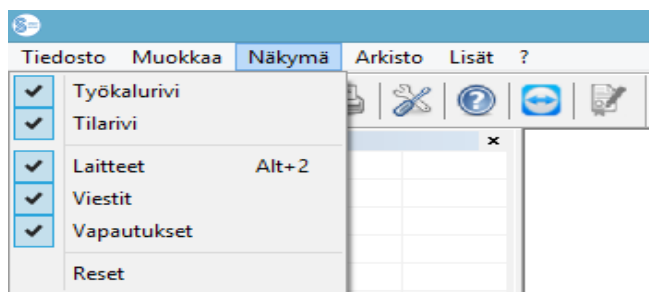 Tiedosto Muokkaa Näkymä Arkisto Lisät ?
Työkalurivi
Tilarivi
Laitteet Alt+2
Viestit
Vapautukset
Reset